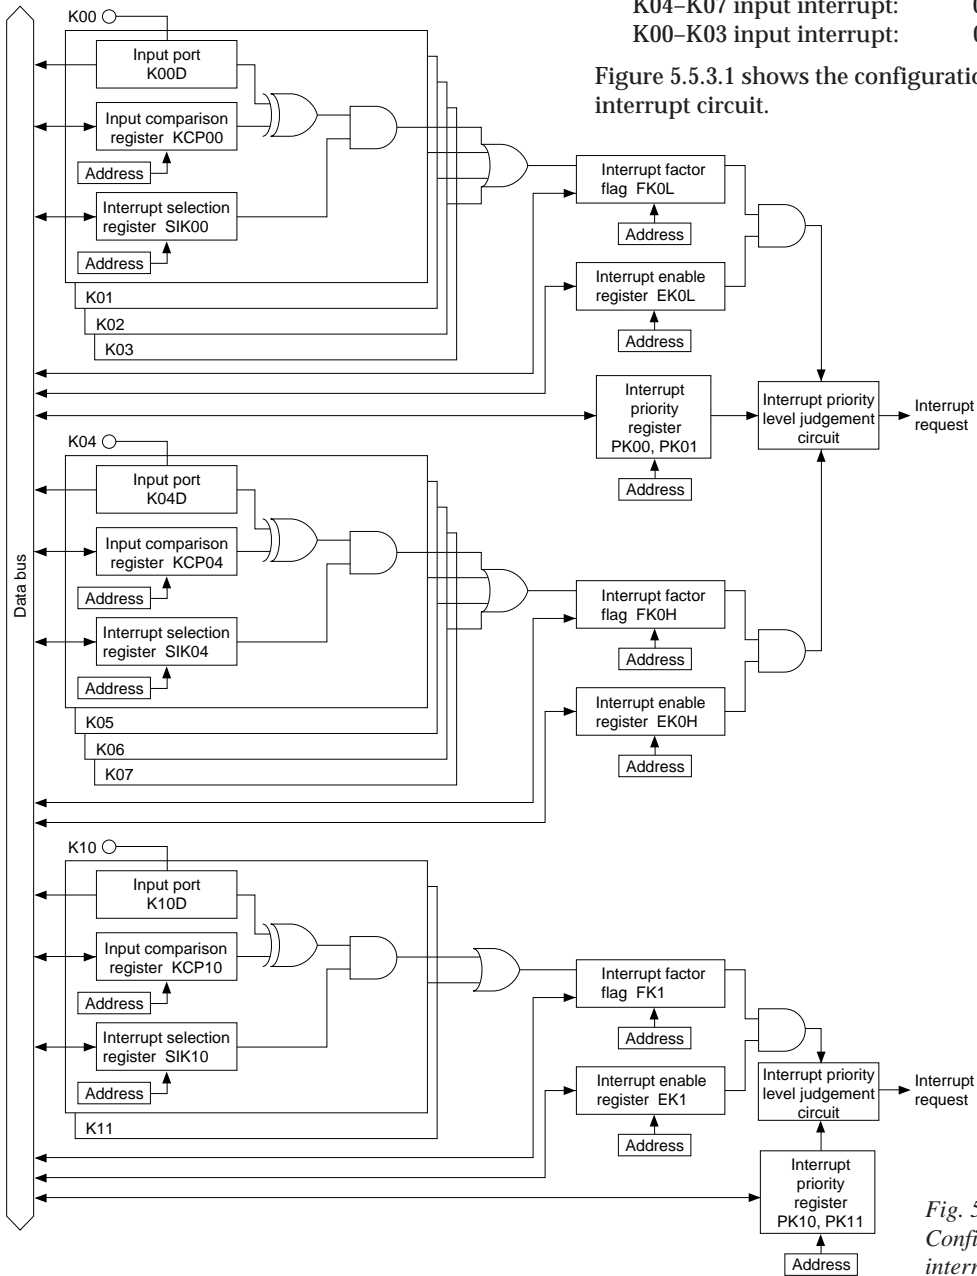 K04–K07 input interrupt: 0
K00–K03 input interrupt: 0
Figure 5.5.3.1 shows the configuration
interrupt circuit.
Data bus
K00
Input port
K00D
Input comparison
register KCP00
Address
Interrupt selection
register SIK00
Address
K01
K02
K03
Interrupt factor
flag FK0L
Address
Interrupt enable
register EK0L
Address
Interrupt
priority
register
PK00, PK01
Address
Interrupt priority
level judgement
circuit
Interrupt
request
K04
Input port
K04D
Input comparison
register KCP04
Address
Interrupt selection
register SIK04
Address
K05
K06
K07
Interrupt factor
flag FK0H
Address
Interrupt enable
register EK0H
Address
K10
Input port
K10D
Input comparison
register KCP10
Address
Interrupt selection
register SIK10
Address
K11
Interrupt factor
flag FK1
Address
Interrupt enable
register EK1
Address
Interrupt priority
level judgement
circuit
Interrupt
request
Interrupt
priority
register
PK10, PK11
Address
Fig. 5
Confi
interr